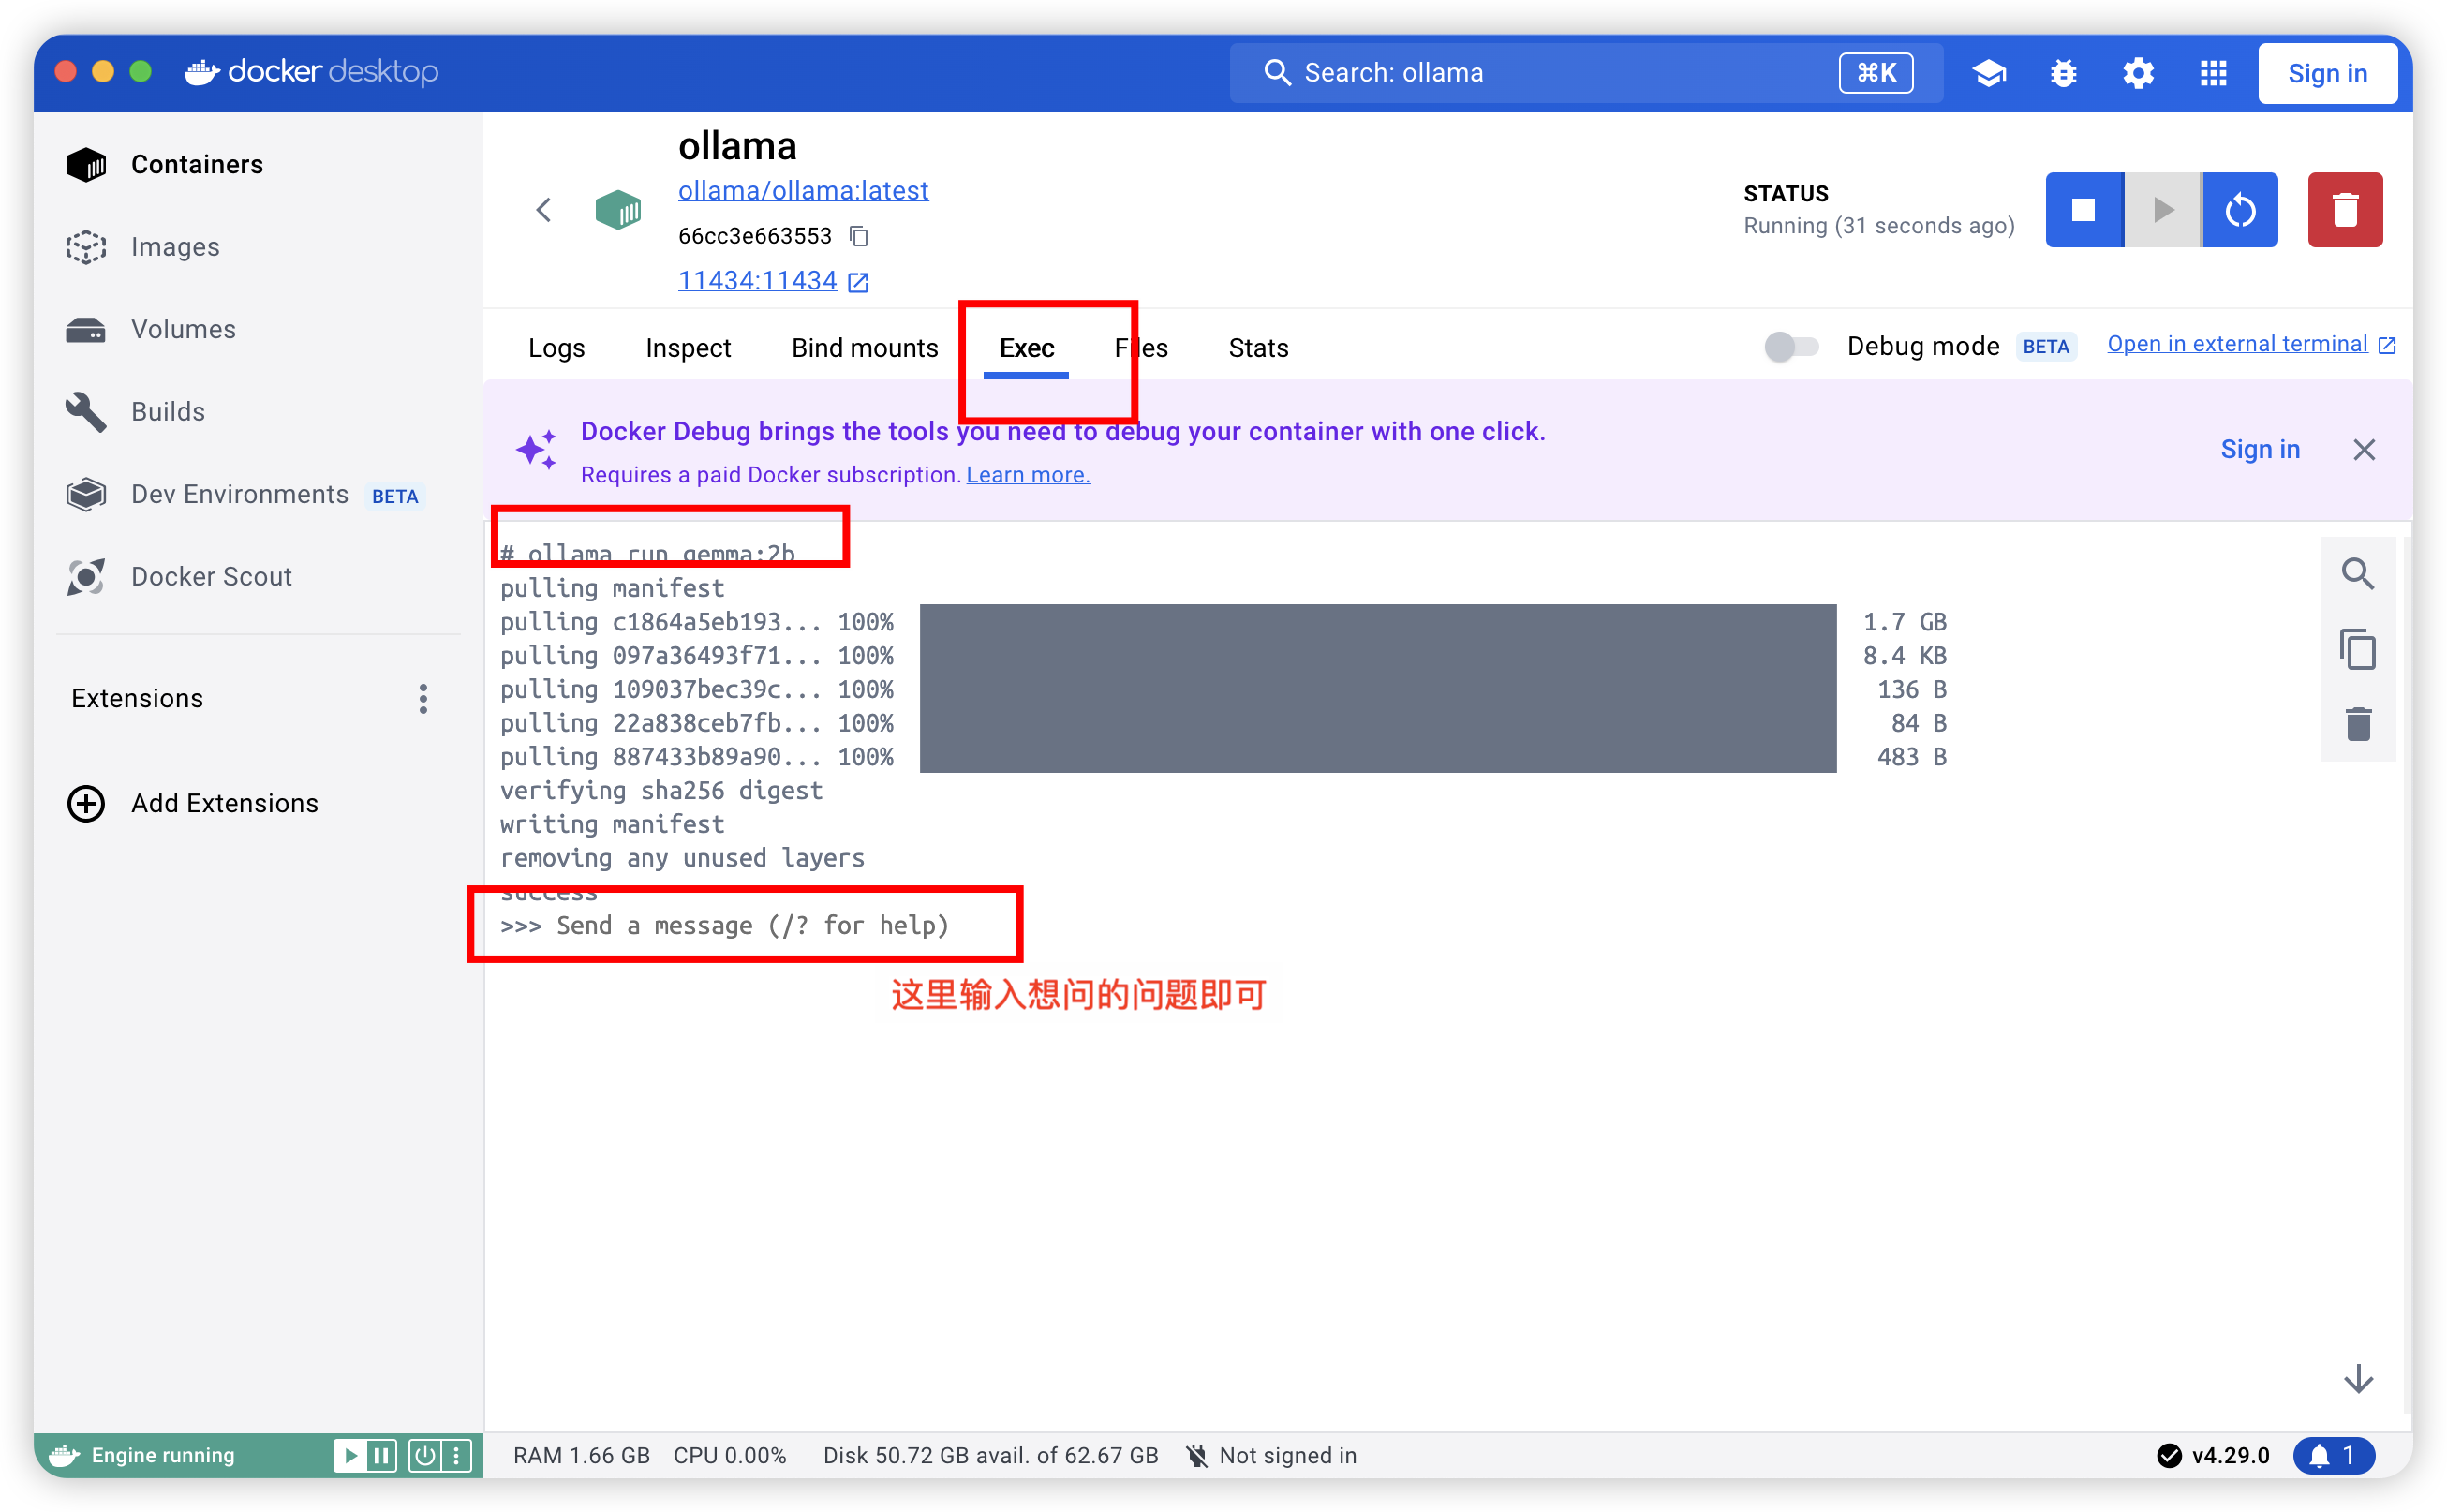 docker desktop
Search: ollama
⌘K
Sign in
Containers
Images
Volumes
Builds
Dev Environments BETA
Docker Scout
Extensions
Add Extensions
ollama
ollama/ollama:latest
66cc3e663553
11434:11434
STATUS
Running (31 seconds ago)
Logs Inspect Bind mounts Exec Files Stats
Debug mode BETA Open in external terminal
Docker Debug brings the tools you need to debug your container with one click.
Requires a paid Docker subscription. Learn more.
Sign in
# ollama run gemma:2b
pulling manifest
pulling c1864a5eb193... 100% 1.7 GB
pulling 097a36493f71... 100% 8.4 KB
pulling 109037bec39c... 100% 136 B
pulling 22a838ceb7fb... 100% 84 B
pulling 887433b89a90... 100% 483 B
verifying sha256 digest
writing manifest
removing any unused layers
success
>>> Send a message (/? for help)
这里输入想问的问题即可
Engine running
RAM 1.66 GB CPU 0.00% Disk 50.72 GB avail. of 62.67 GB Not signed in
v4.29.0
1